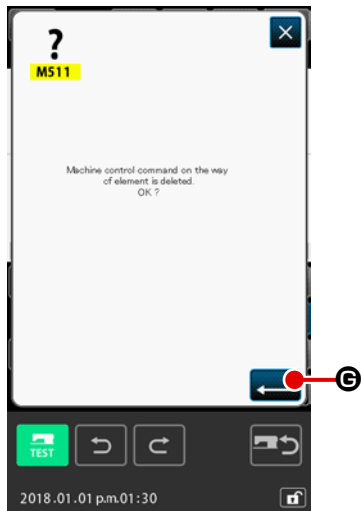 ?
M511
Machine control command on the way
of element is deleted.
OK ?
G
TEST
2018.01.01 p.m.01:30